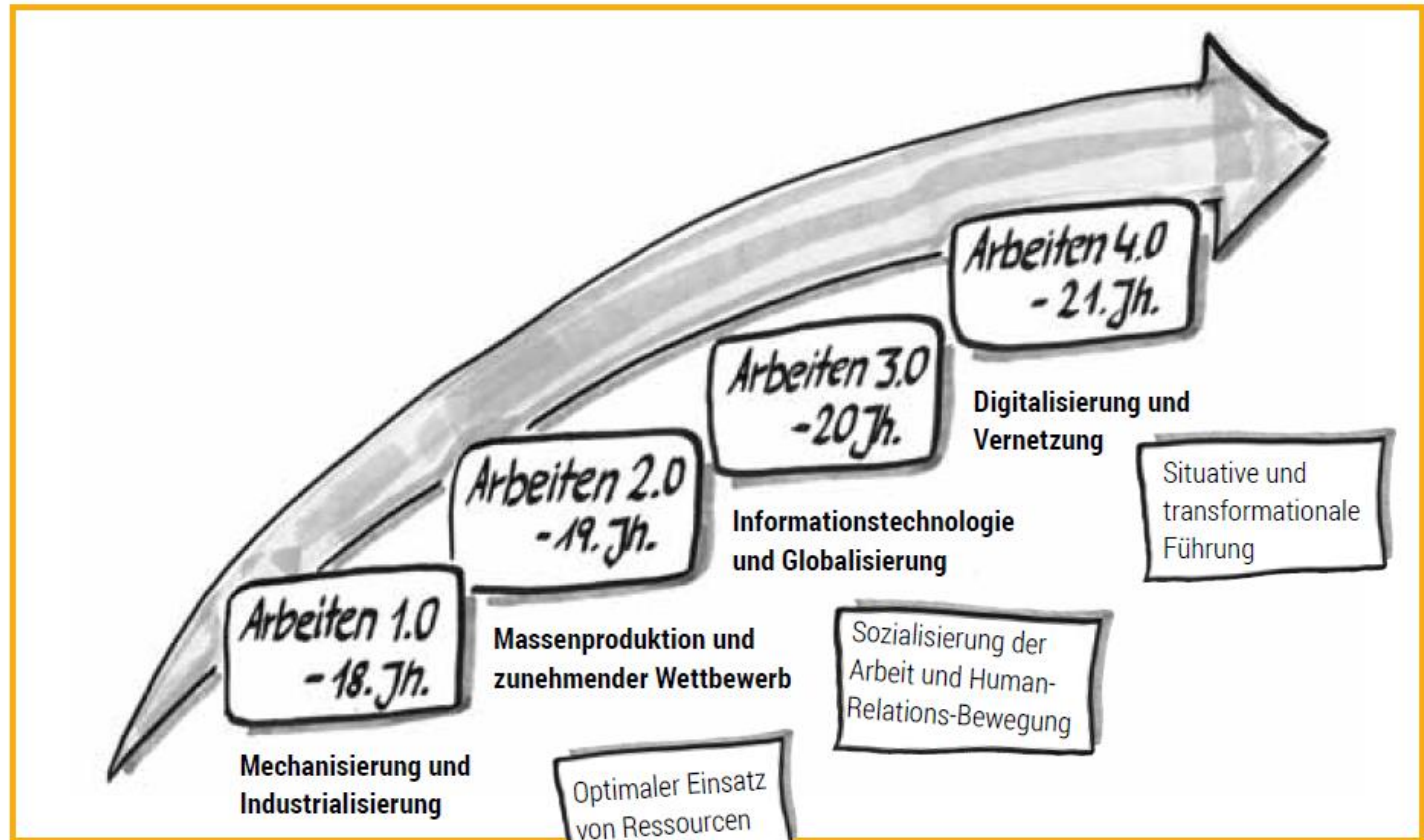 Arbeiten 4.0
- 21. Jh.
Digitalisierung und
Vernetzung
Situative und
transformationale
Führung
Arbeiten 3.0
- 20 Jh.
Informationstechnologie
und Globalisierung
Sozialisierung der
Arbeit und Human-
Relations-Bewegung
Arbeiten 2.0
- 19. Jh.
Massenproduktion und
zunehmender Wettbewerb
Optimaler Einsatz
von Ressourcen
Arbeiten 1.0
- 18. Jh.
Mechanisierung und
Industrialisierung